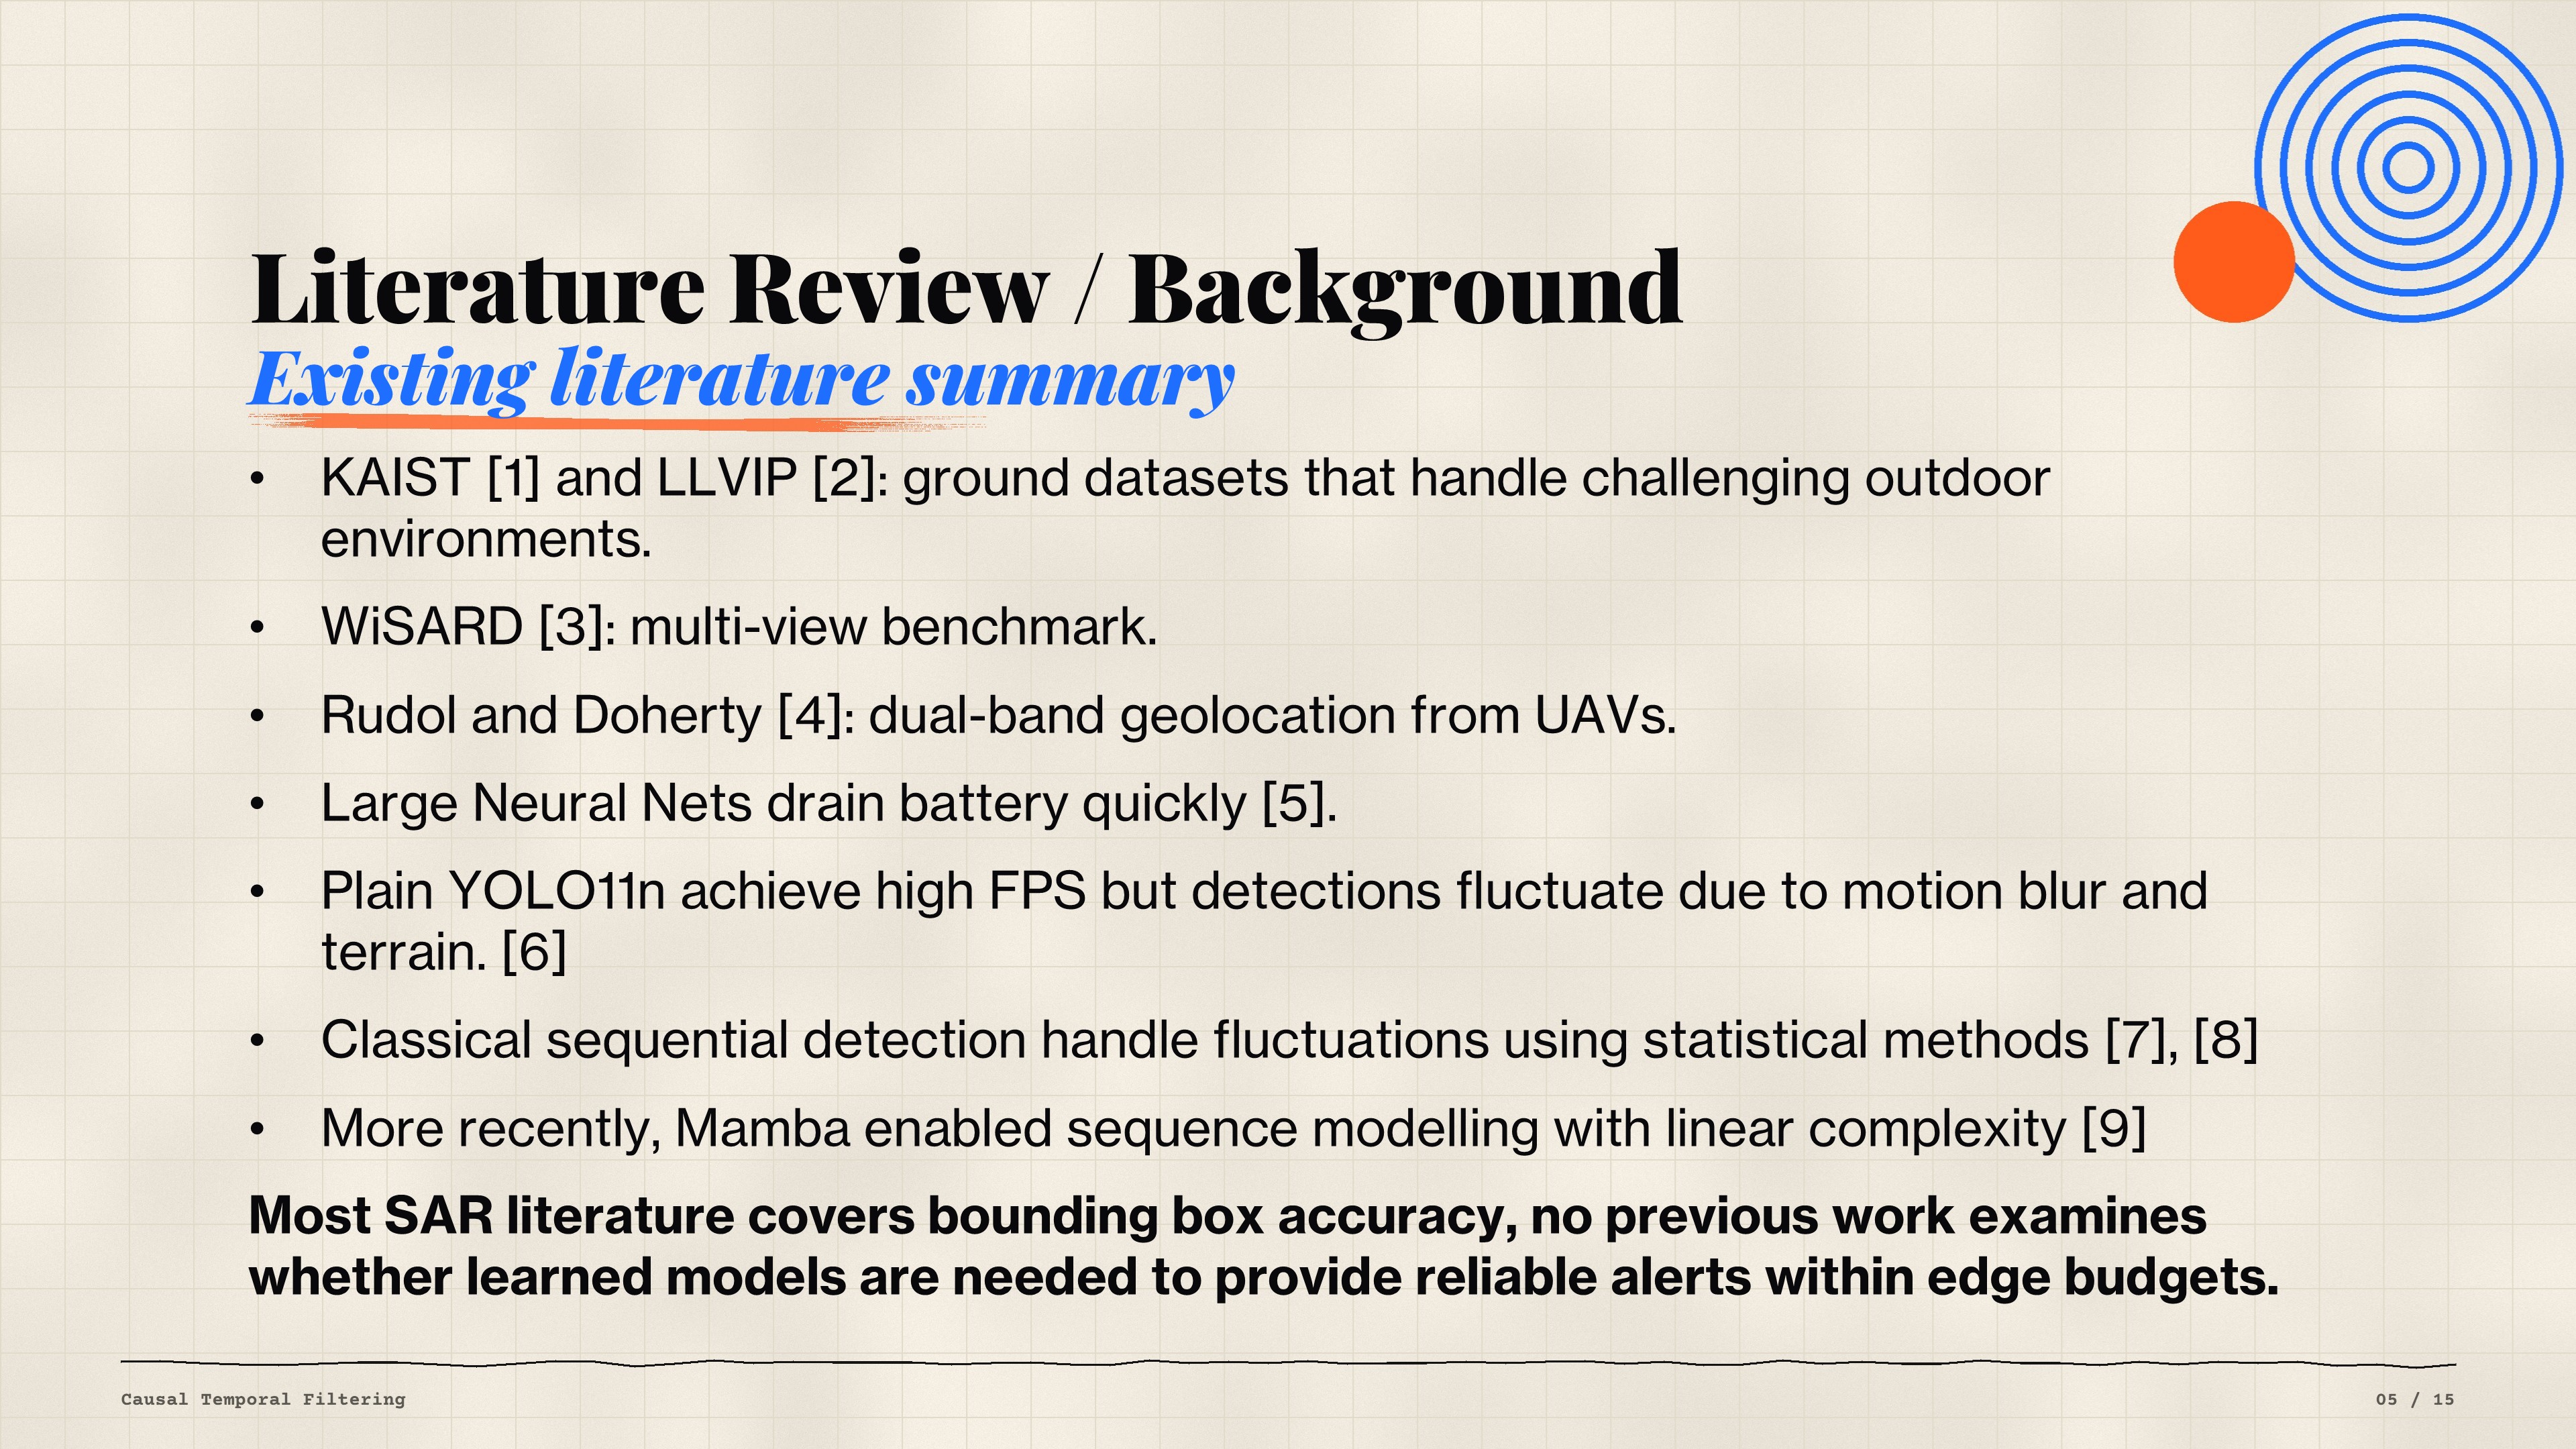 Literature Review / Background
Existing literature summary
• KAIST [1] and LLVIP [2]: ground datasets that handle challenging outdoor
environments.
• WiSARD [3]: multi-view benchmark.
• Rudol and Doherty [4]: dual-band geolocation from UAVs.
• Large Neural Nets drain battery quickly [5].
• Plain YOLO11n achieve high FPS but detections fluctuate due to motion blur and
terrain. [6]
• Classical sequential detection handle fluctuations using statistical methods [7], [8]
• More recently, Mamba enabled sequence modelling with linear complexity [9]
Most SAR literature covers bounding box accuracy, no previous work examines
whether learned models are needed to provide reliable alerts within edge budgets.
Causal Temporal Filtering
05 / 15